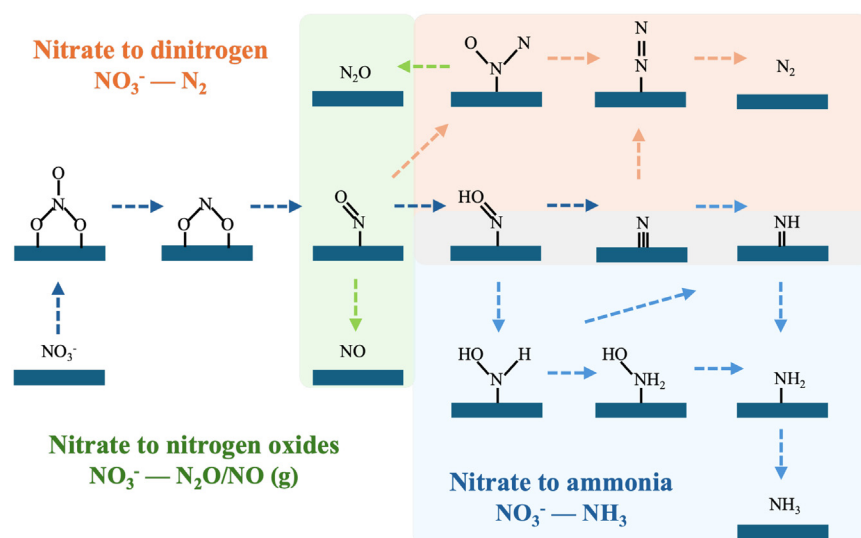 Nitrate to dinitrogen
NO₃⁻ — N₂
N₂O
O N
N
N
N
N₂
O
N
O O
N
O O
O
N
HO
N
N
NH
NO₃⁻
NO
HO H
N
HO
NH₂
NH₂
Nitrate to nitrogen oxides
NO₃⁻ — N₂O/NO (g)
Nitrate to ammonia
NO₃⁻ — NH₃
NH₃